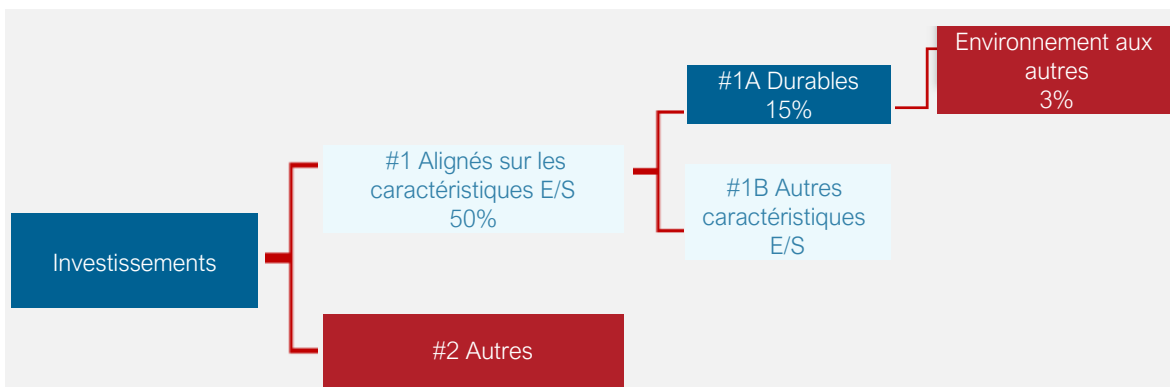 Investissements
#1 Alignés sur les
caractéristiques E/S
50%
#2 Autres
#1A Durables
15%
#1B Autres
caractéristiques
E/S
Environnement aux
autres
3%